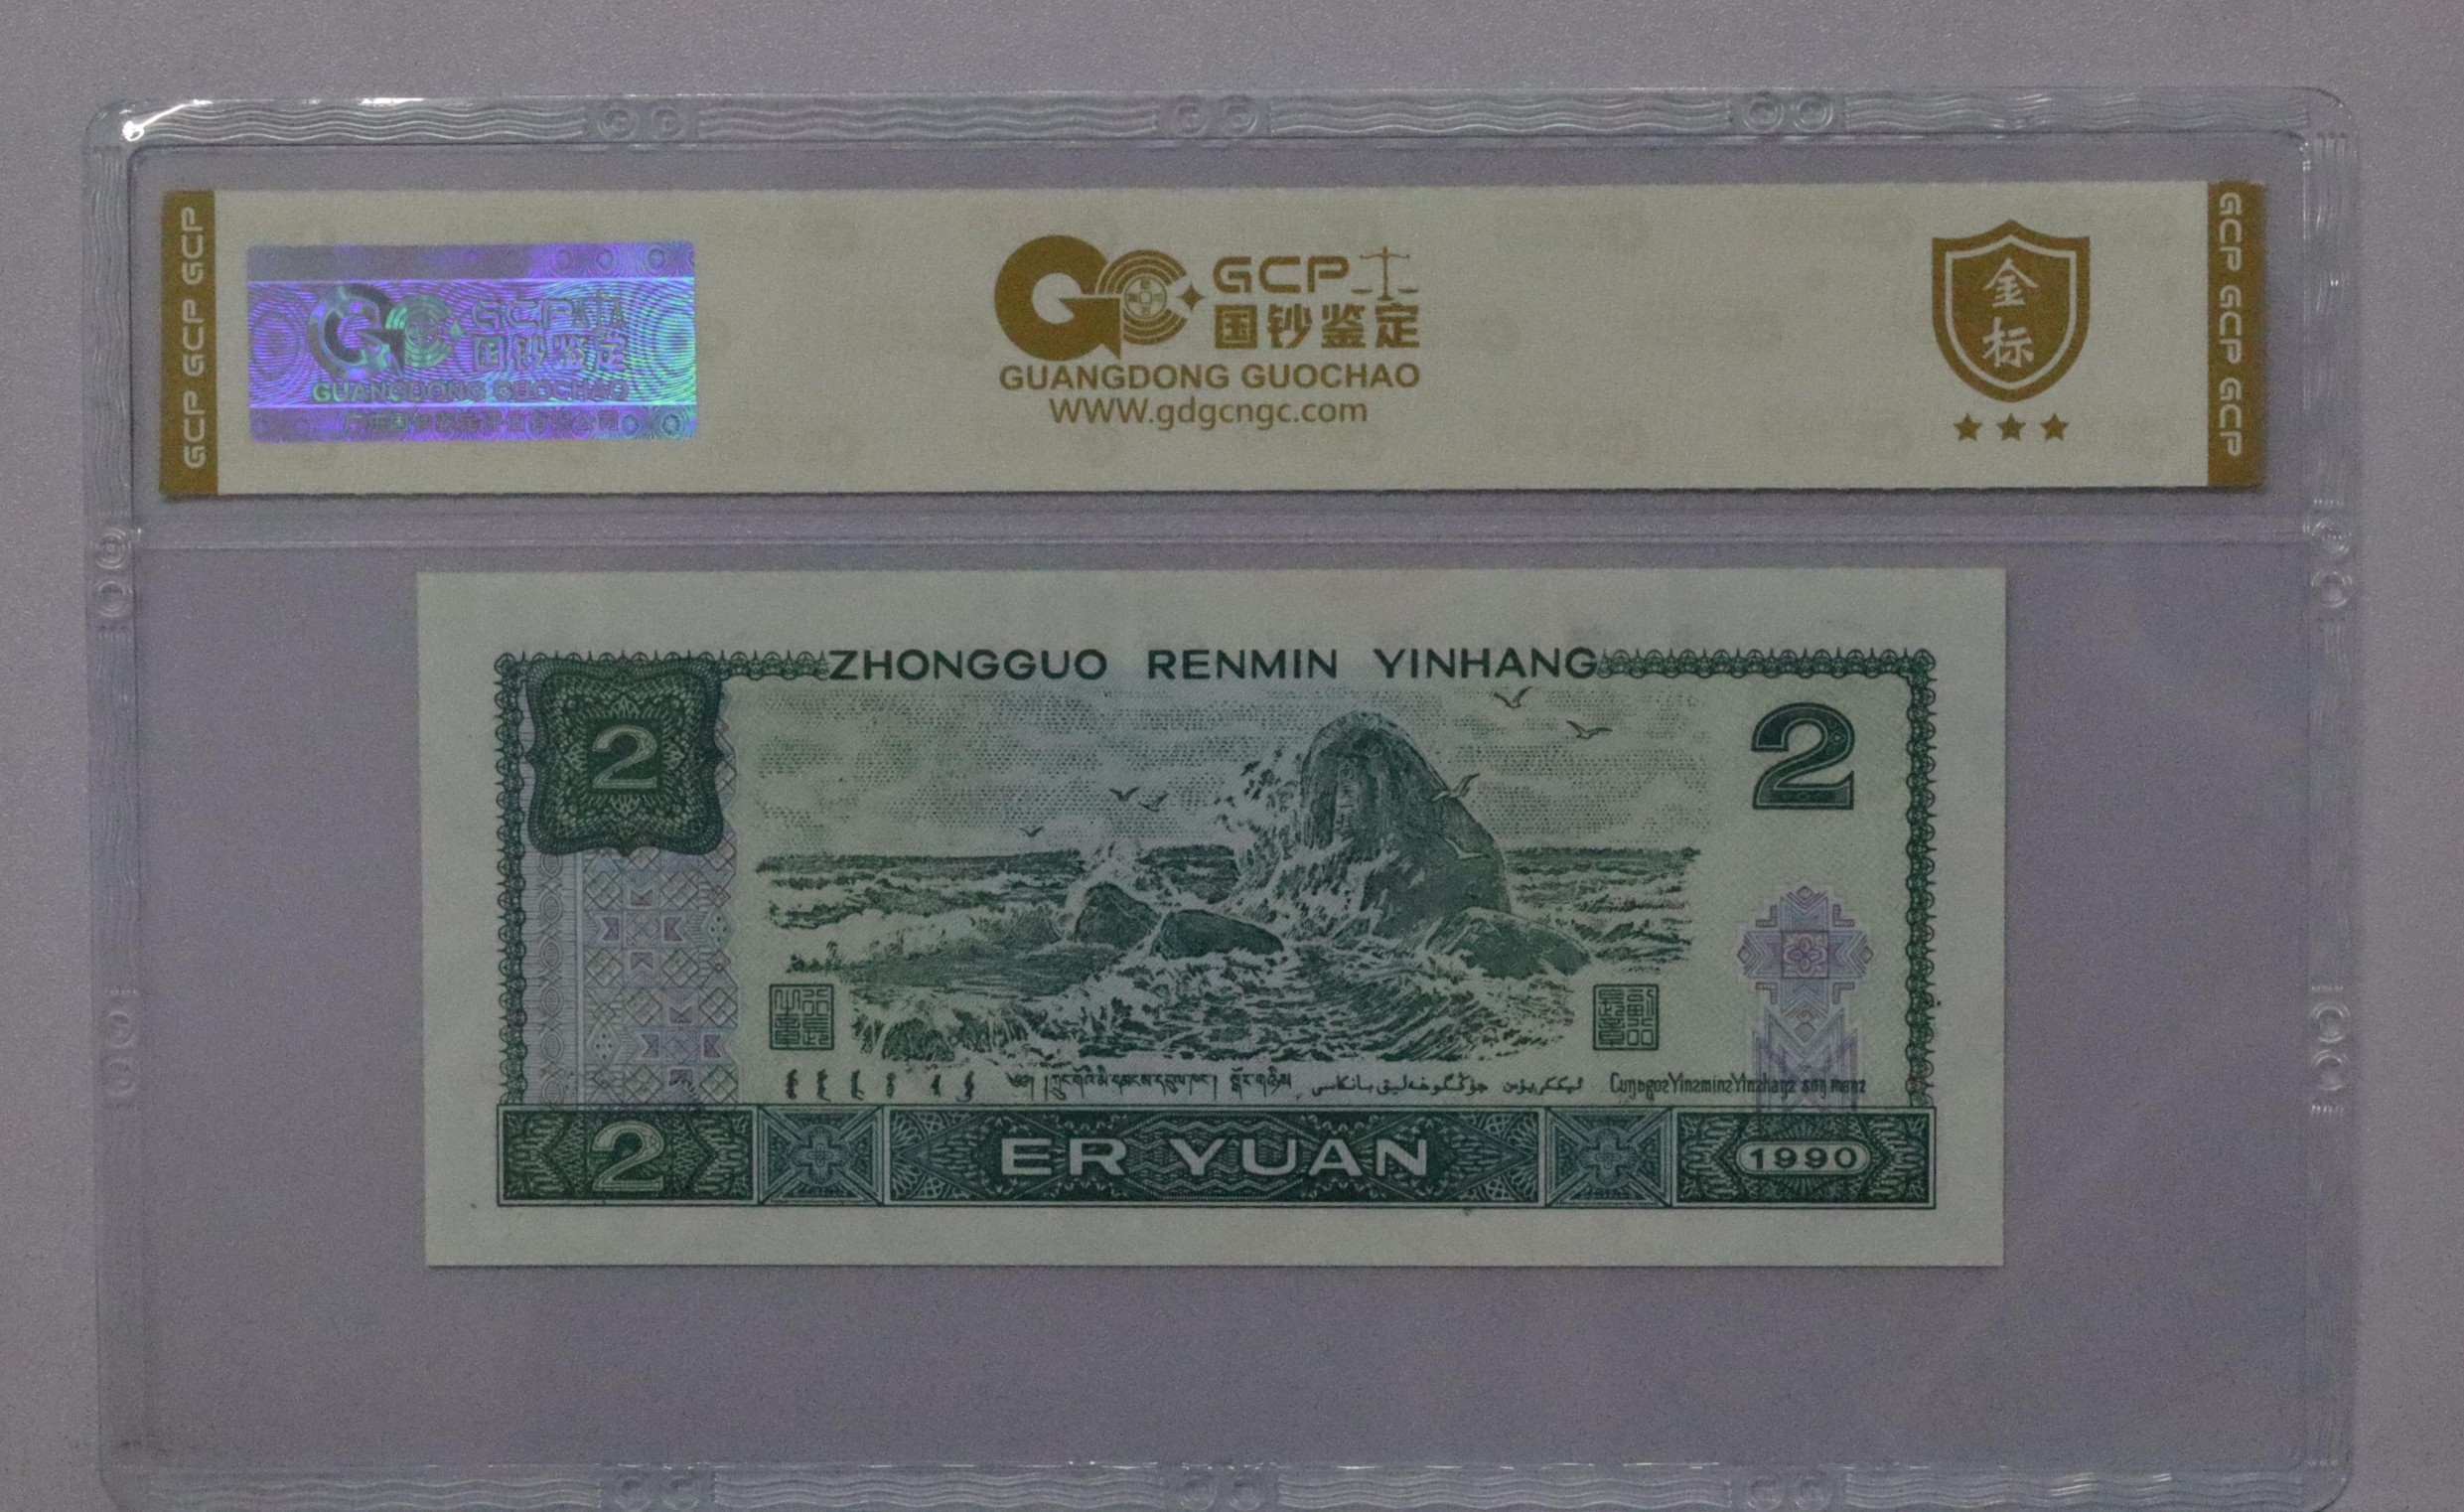 GCP GCP GCP
GCP
国钞鉴定
GUANGDONG GUOCHAO
GCP
国钞鉴定
GUANGDONG GUOCHAO
WWW.gdgcngc.com
金
标
GCP GCP GCP
ZHONGGUO RENMIN YINHANG
2
2
2
ER YUAN
1990